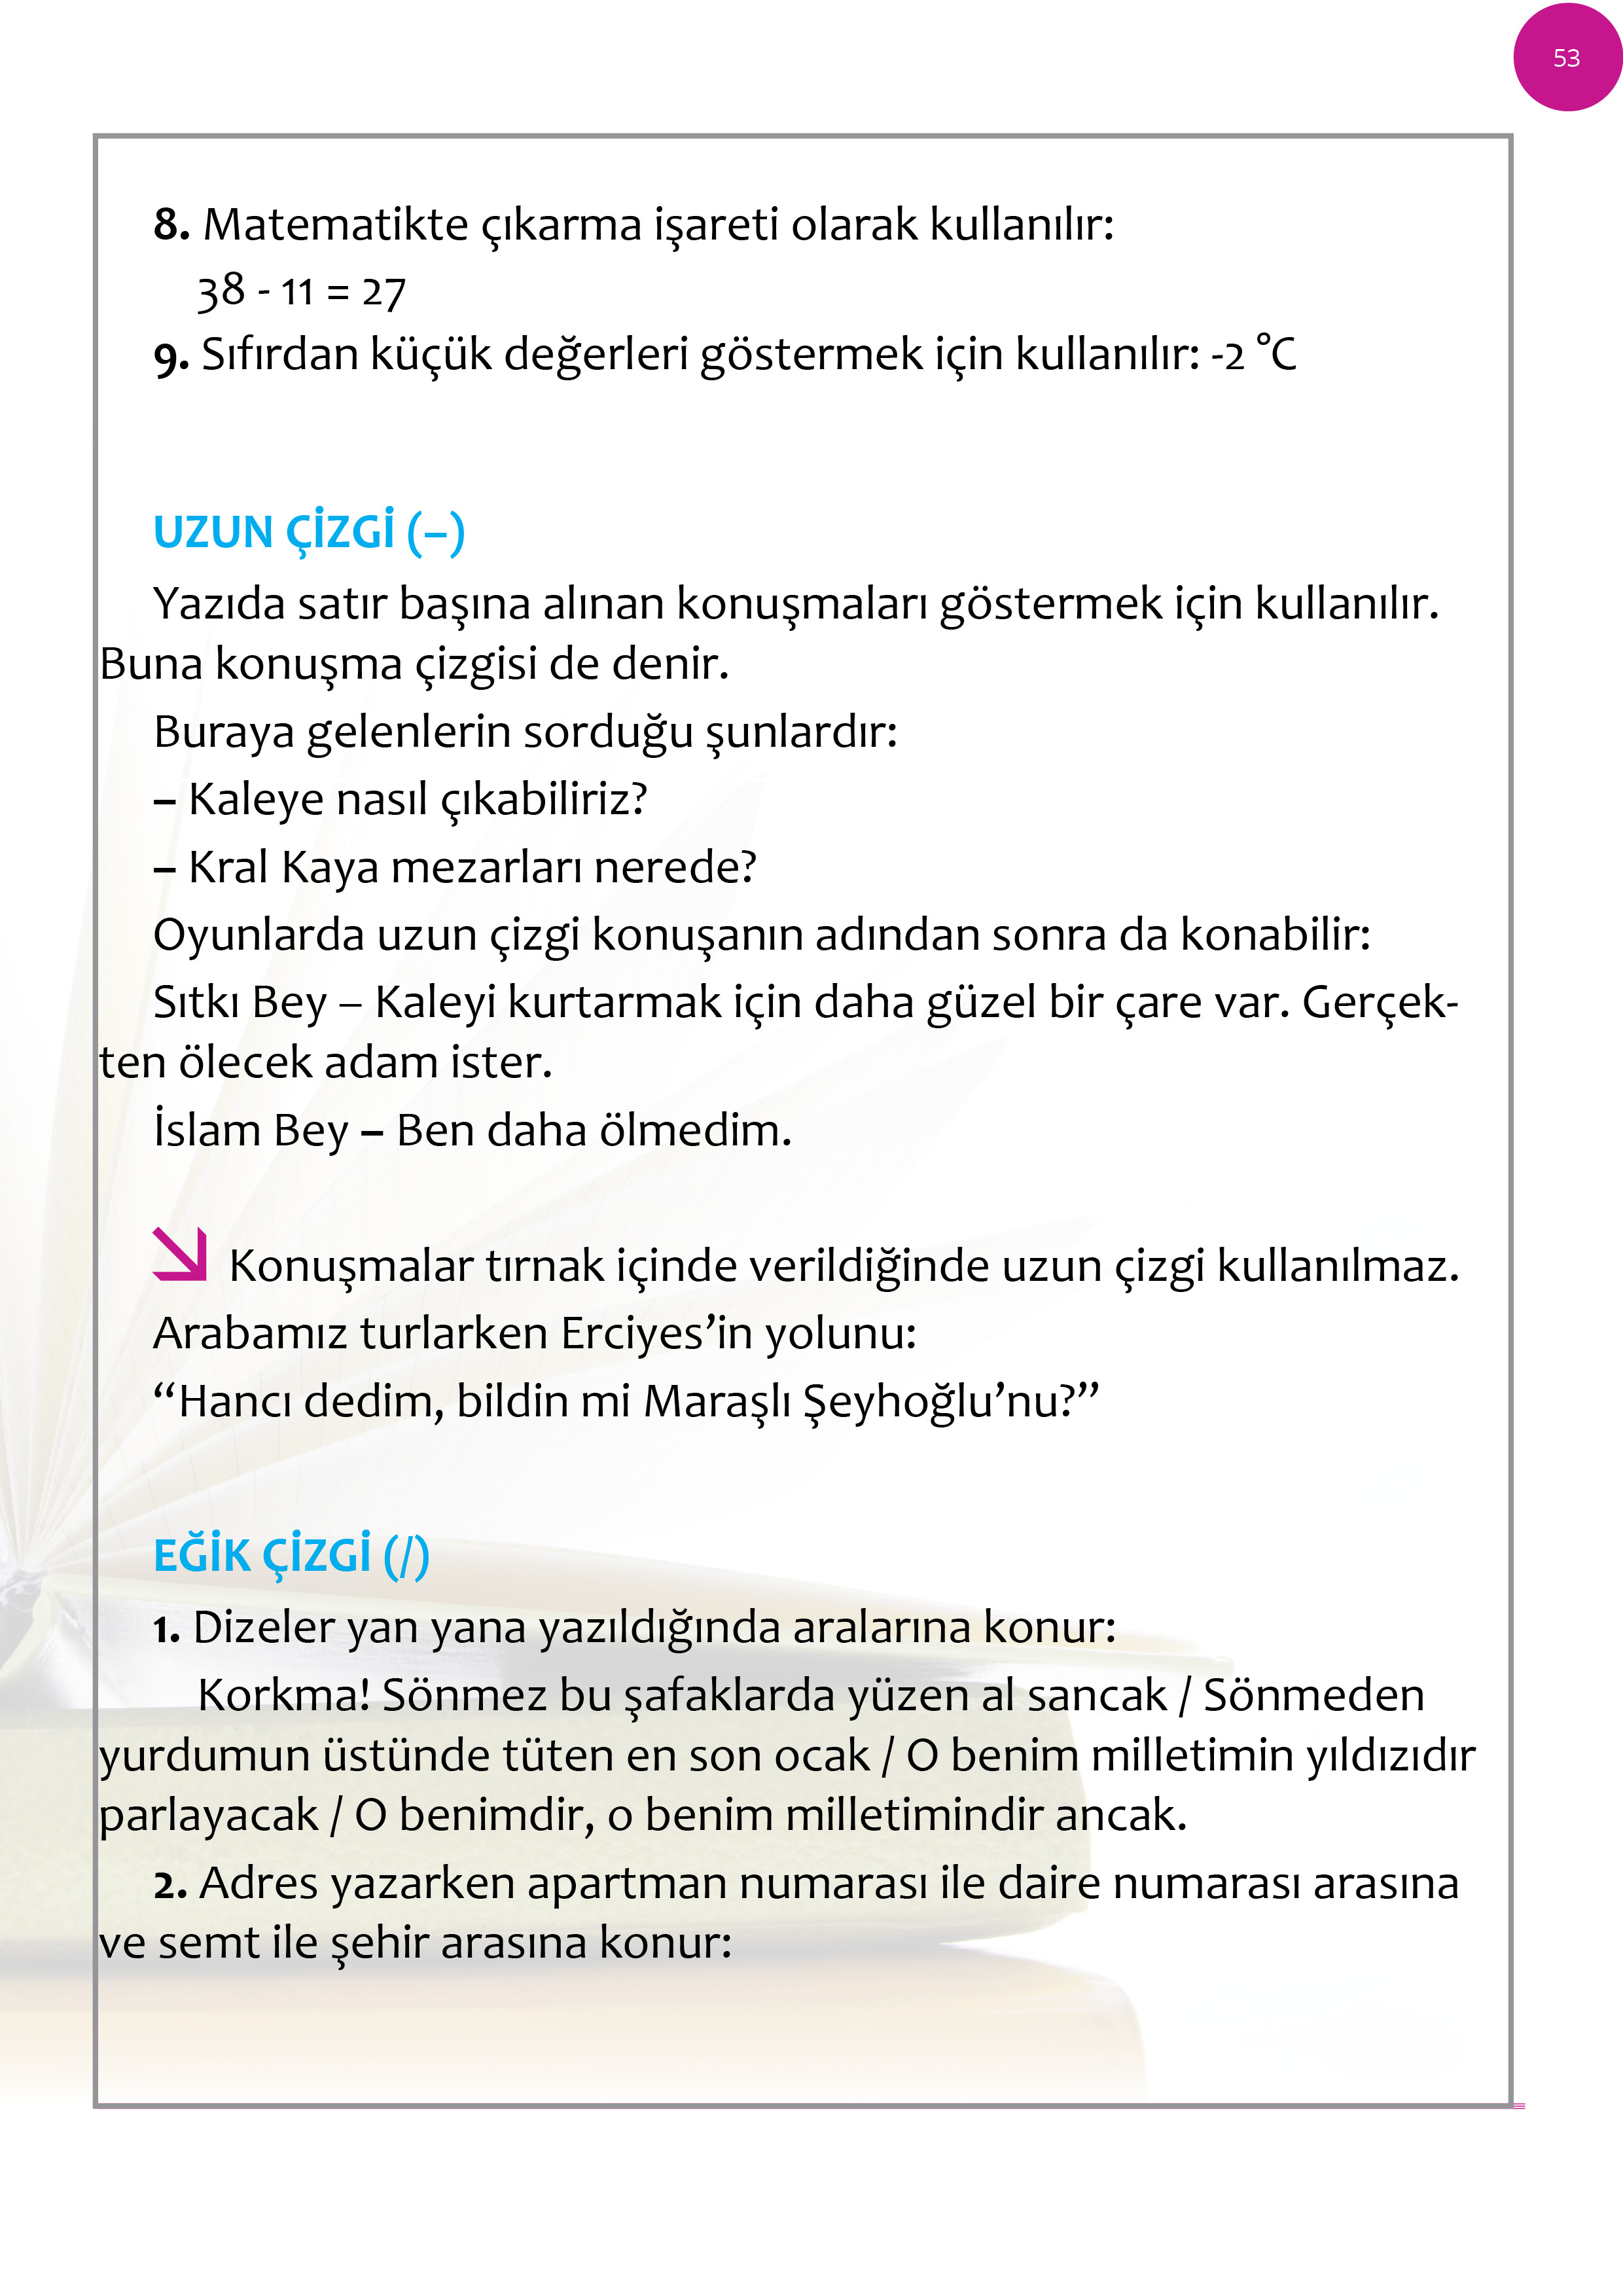 53
8. Matematikte çıkarma işareti olarak kullanılır:
38 - 11 = 27
9. Sıfırdan küçük değerleri göstermek için kullanılır: -2 °C
UZUN ÇİZGİ (–)
Yazıda satır başına alınan konuşmaları göstermek için kullanılır.
Buna konuşma çizgisi de denir.
Buraya gelenlerin sorduğu şunlardır:
– Kaleye nasıl çıkabiliriz?
– Kral Kaya mezarları nerede?
Oyunlarda uzun çizgi konuşanın adından sonra da konabilir:
Sıtkı Bey – Kaleyi kurtarmak için daha güzel bir çare var. Gerçek-
ten ölecek adam ister.
İslam Bey – Ben daha ölmedim.
Konuşmalar tırnak içinde verildiğinde uzun çizgi kullanılmaz.
Arabamız turlarken Erciyes’in yolunu:
“Hancı dedim, bildin mi Maraşlı Şeyhoğlu’nu?”
EĞİK ÇİZGİ (/)
1. Dizeler yan yana yazıldığında aralarına konur:
Korkma! Sönmez bu şafaklarda yüzen al sancak / Sönmeden
yurdumun üstünde tüten en son ocak / O benim milletimin yıldızıdır
parlayacak / O benimdir, o benim milletimindir ancak.
2. Adres yazarken apartman numarası ile daire numarası arasına
ve semt ile şehir arasına konur: